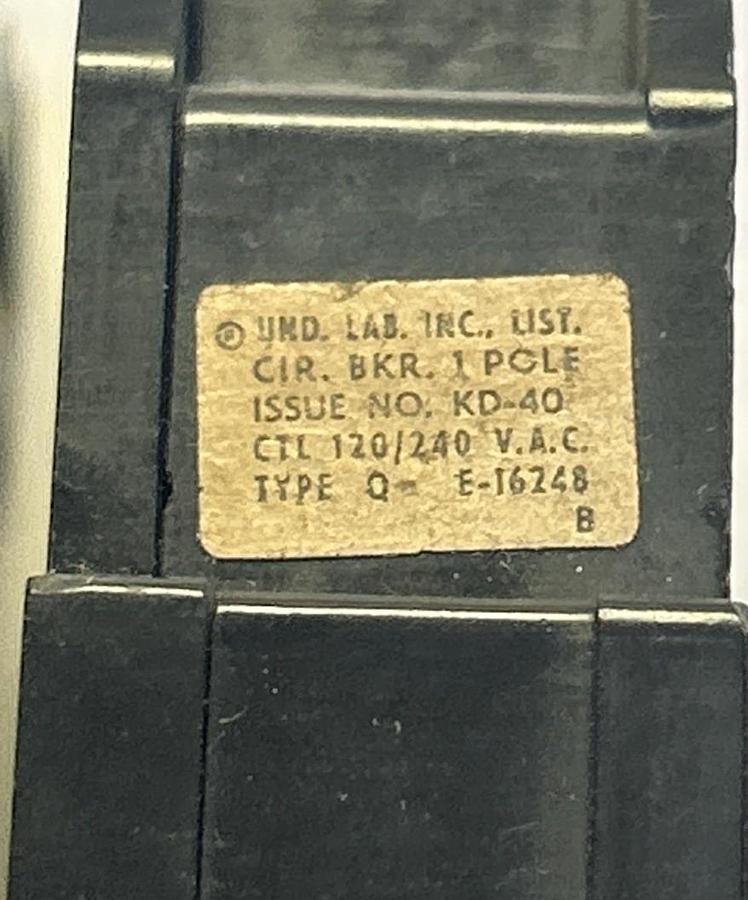 ® UND. LAB. INC., LIST.
CIR. BKR. 1 POLE
ISSUE NO. KD-40
CTL 120/240 V.A.C.
TYPE Q- E-16248
B